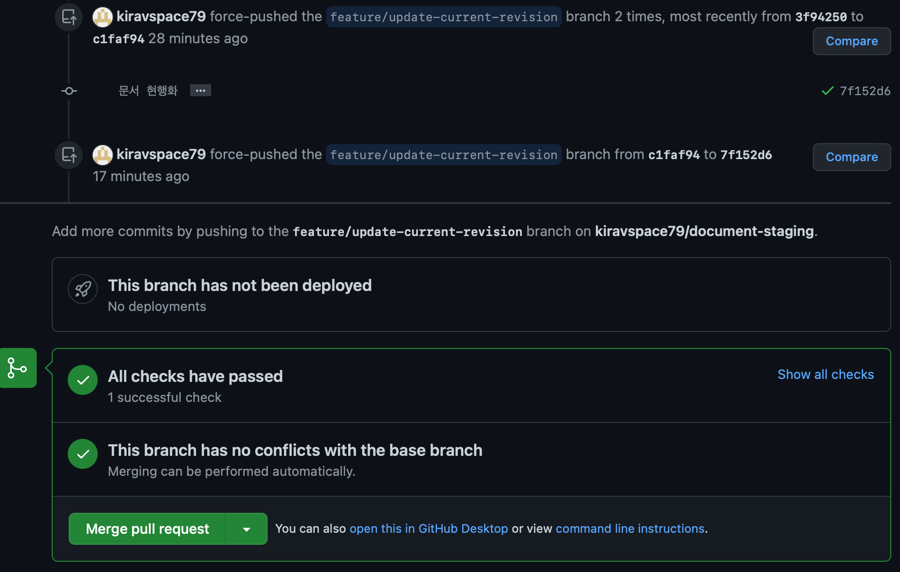 kiravspace79 force-pushed the feature/update-current-revision branch 2 times, most recently from 3f94250 to
c1faf94 28 minutes ago
Compare
문서 현행화 ...
7f152d6
kiravspace79 force-pushed the feature/update-current-revision branch from c1faf94 to 7f152d6
17 minutes ago
Compare
Add more commits by pushing to the feature/update-current-revision branch on kiravspace79/document-staging.
This branch has not been deployed
No deployments
All checks have passed
1 successful check
Show all checks
This branch has no conflicts with the base branch
Merging can be performed automatically.
Merge pull request
You can also open this in GitHub Desktop or view command line instructions.